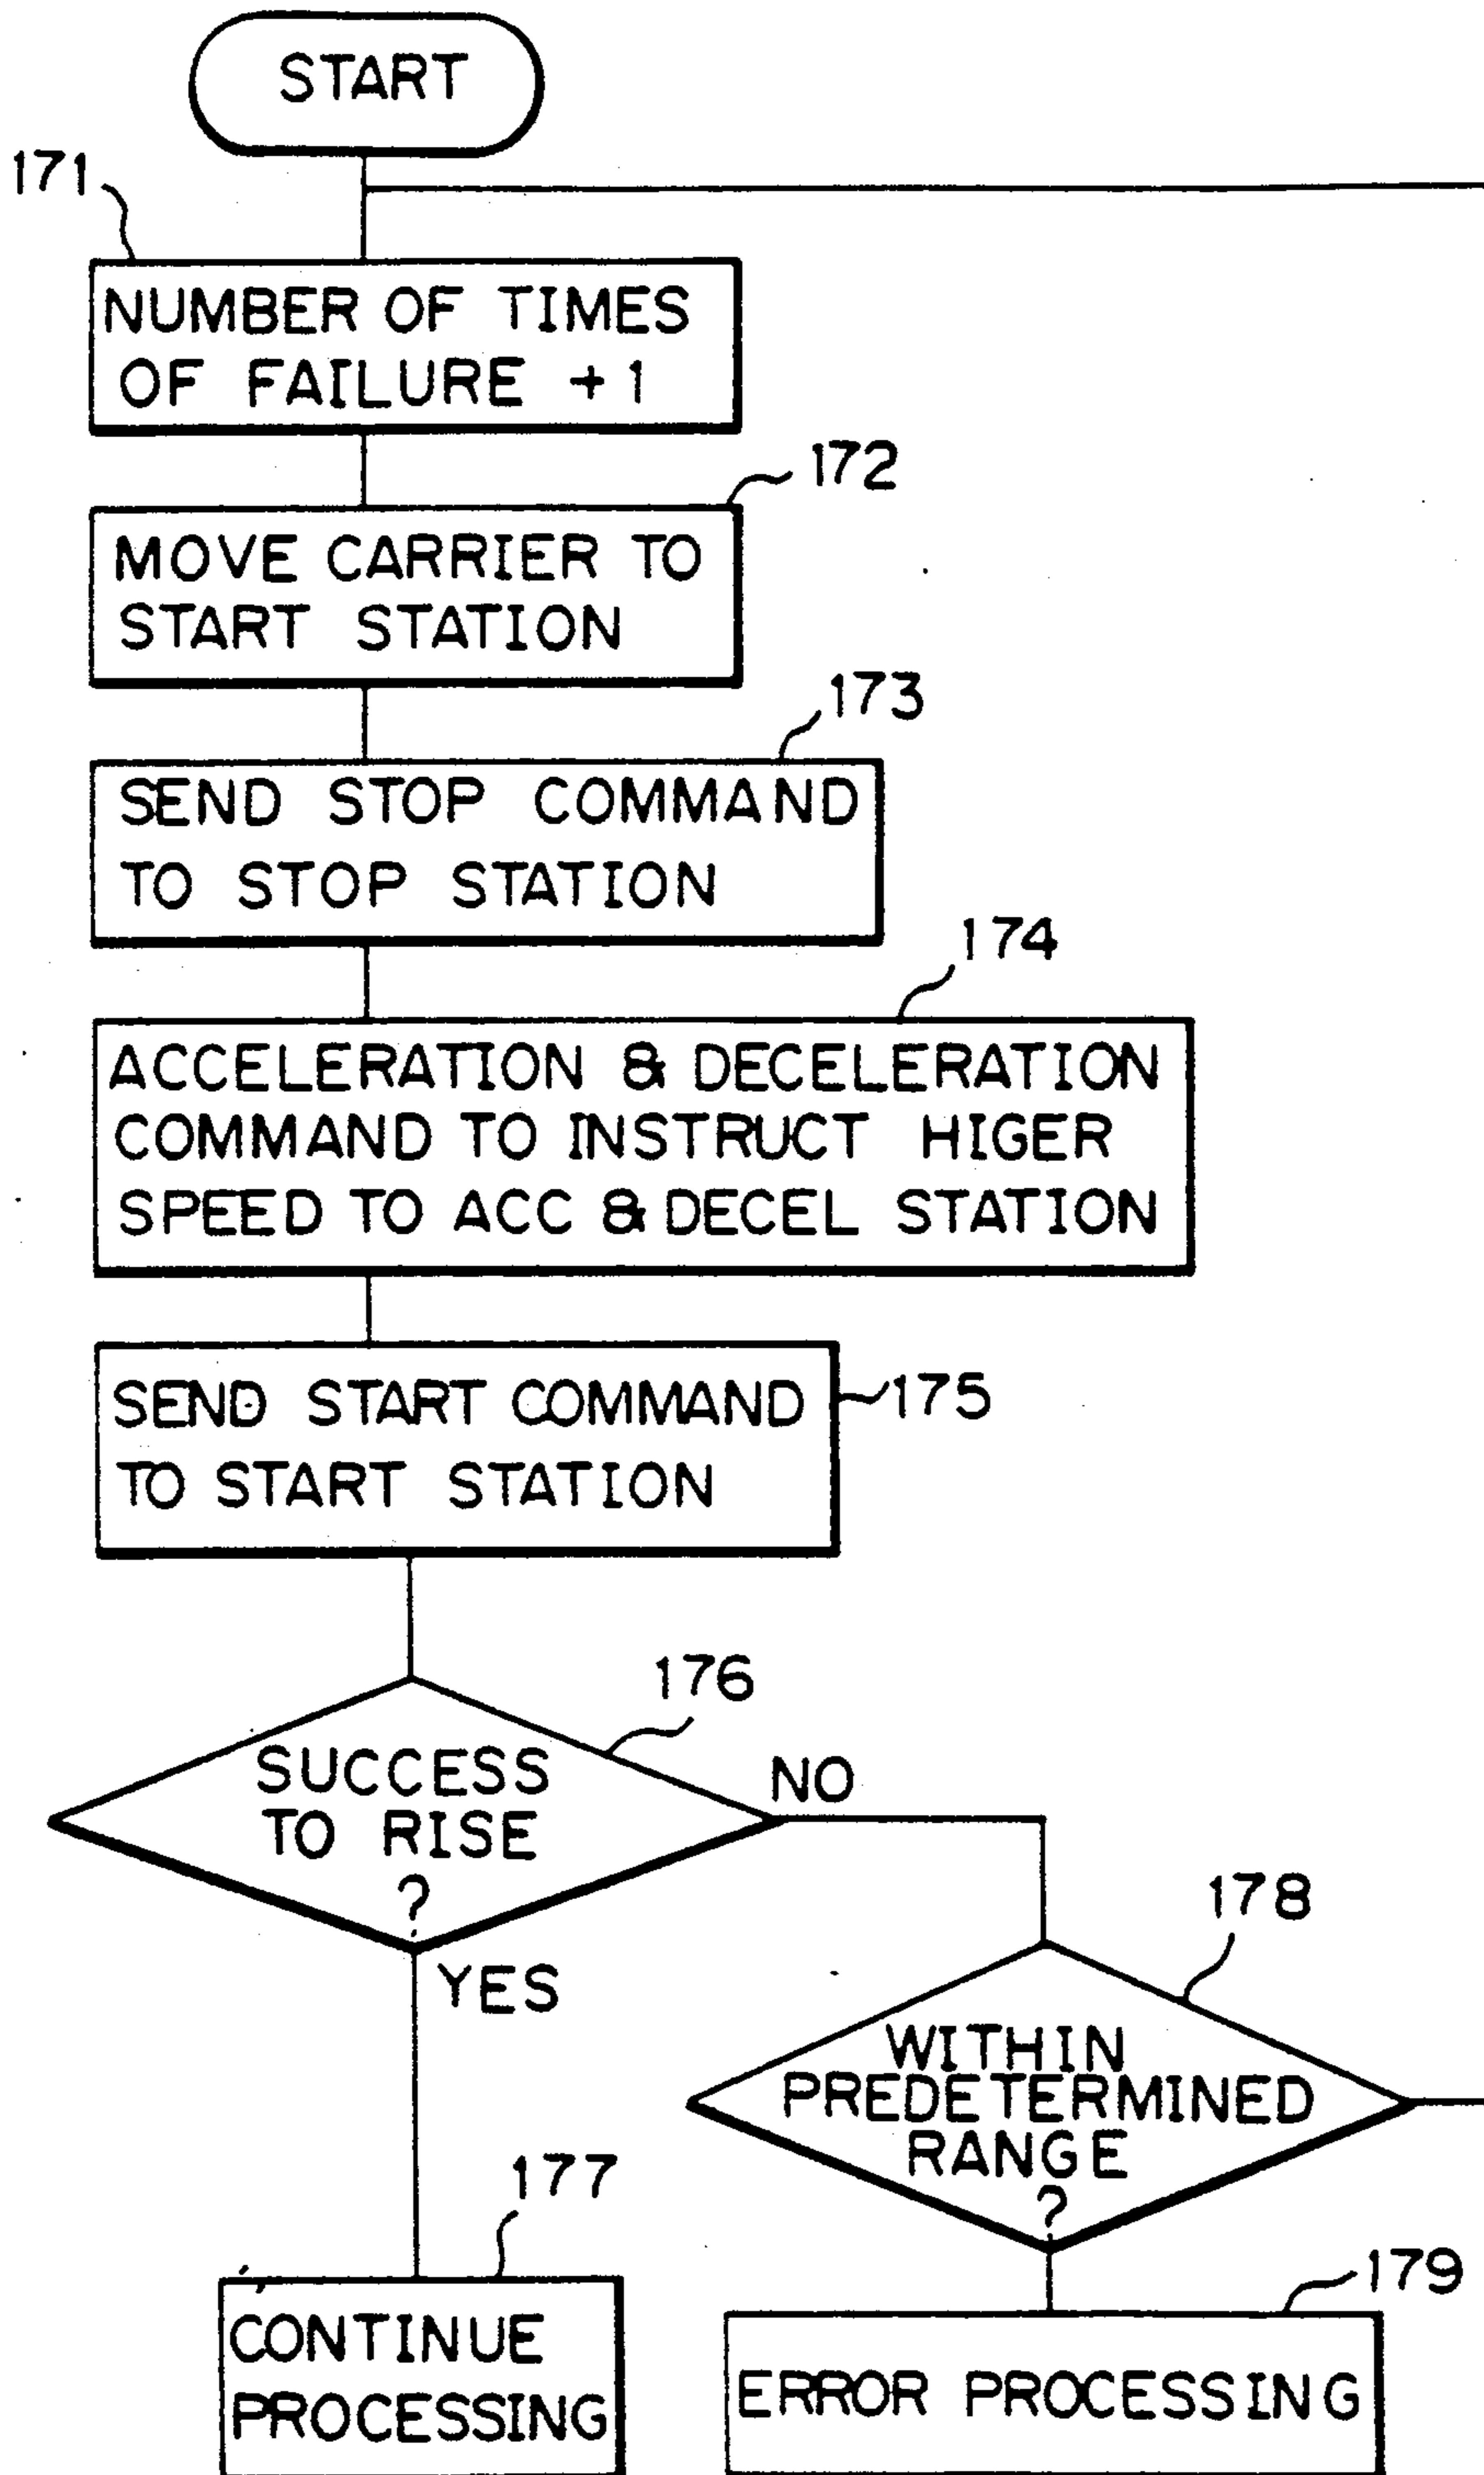 START
171
NUMBER OF TIMES
OF FAILURE +1
172
MOVE CARRIER TO
START STATION
173
SEND STOP COMMAND
TO STOP STATION
174
ACCELERATION & DECELERATION
COMMAND TO INSTRUCT HIGER
SPEED TO ACC & DECEL STATION
SEND START COMMAND
175
TO START STATION
176
SUCCESS
TO RISE
?
NO
YES
178
WITHIN
PREDETERMINED
RANGE
?
177
CONTINUE
PROCESSING
179
ERROR PROCESSING